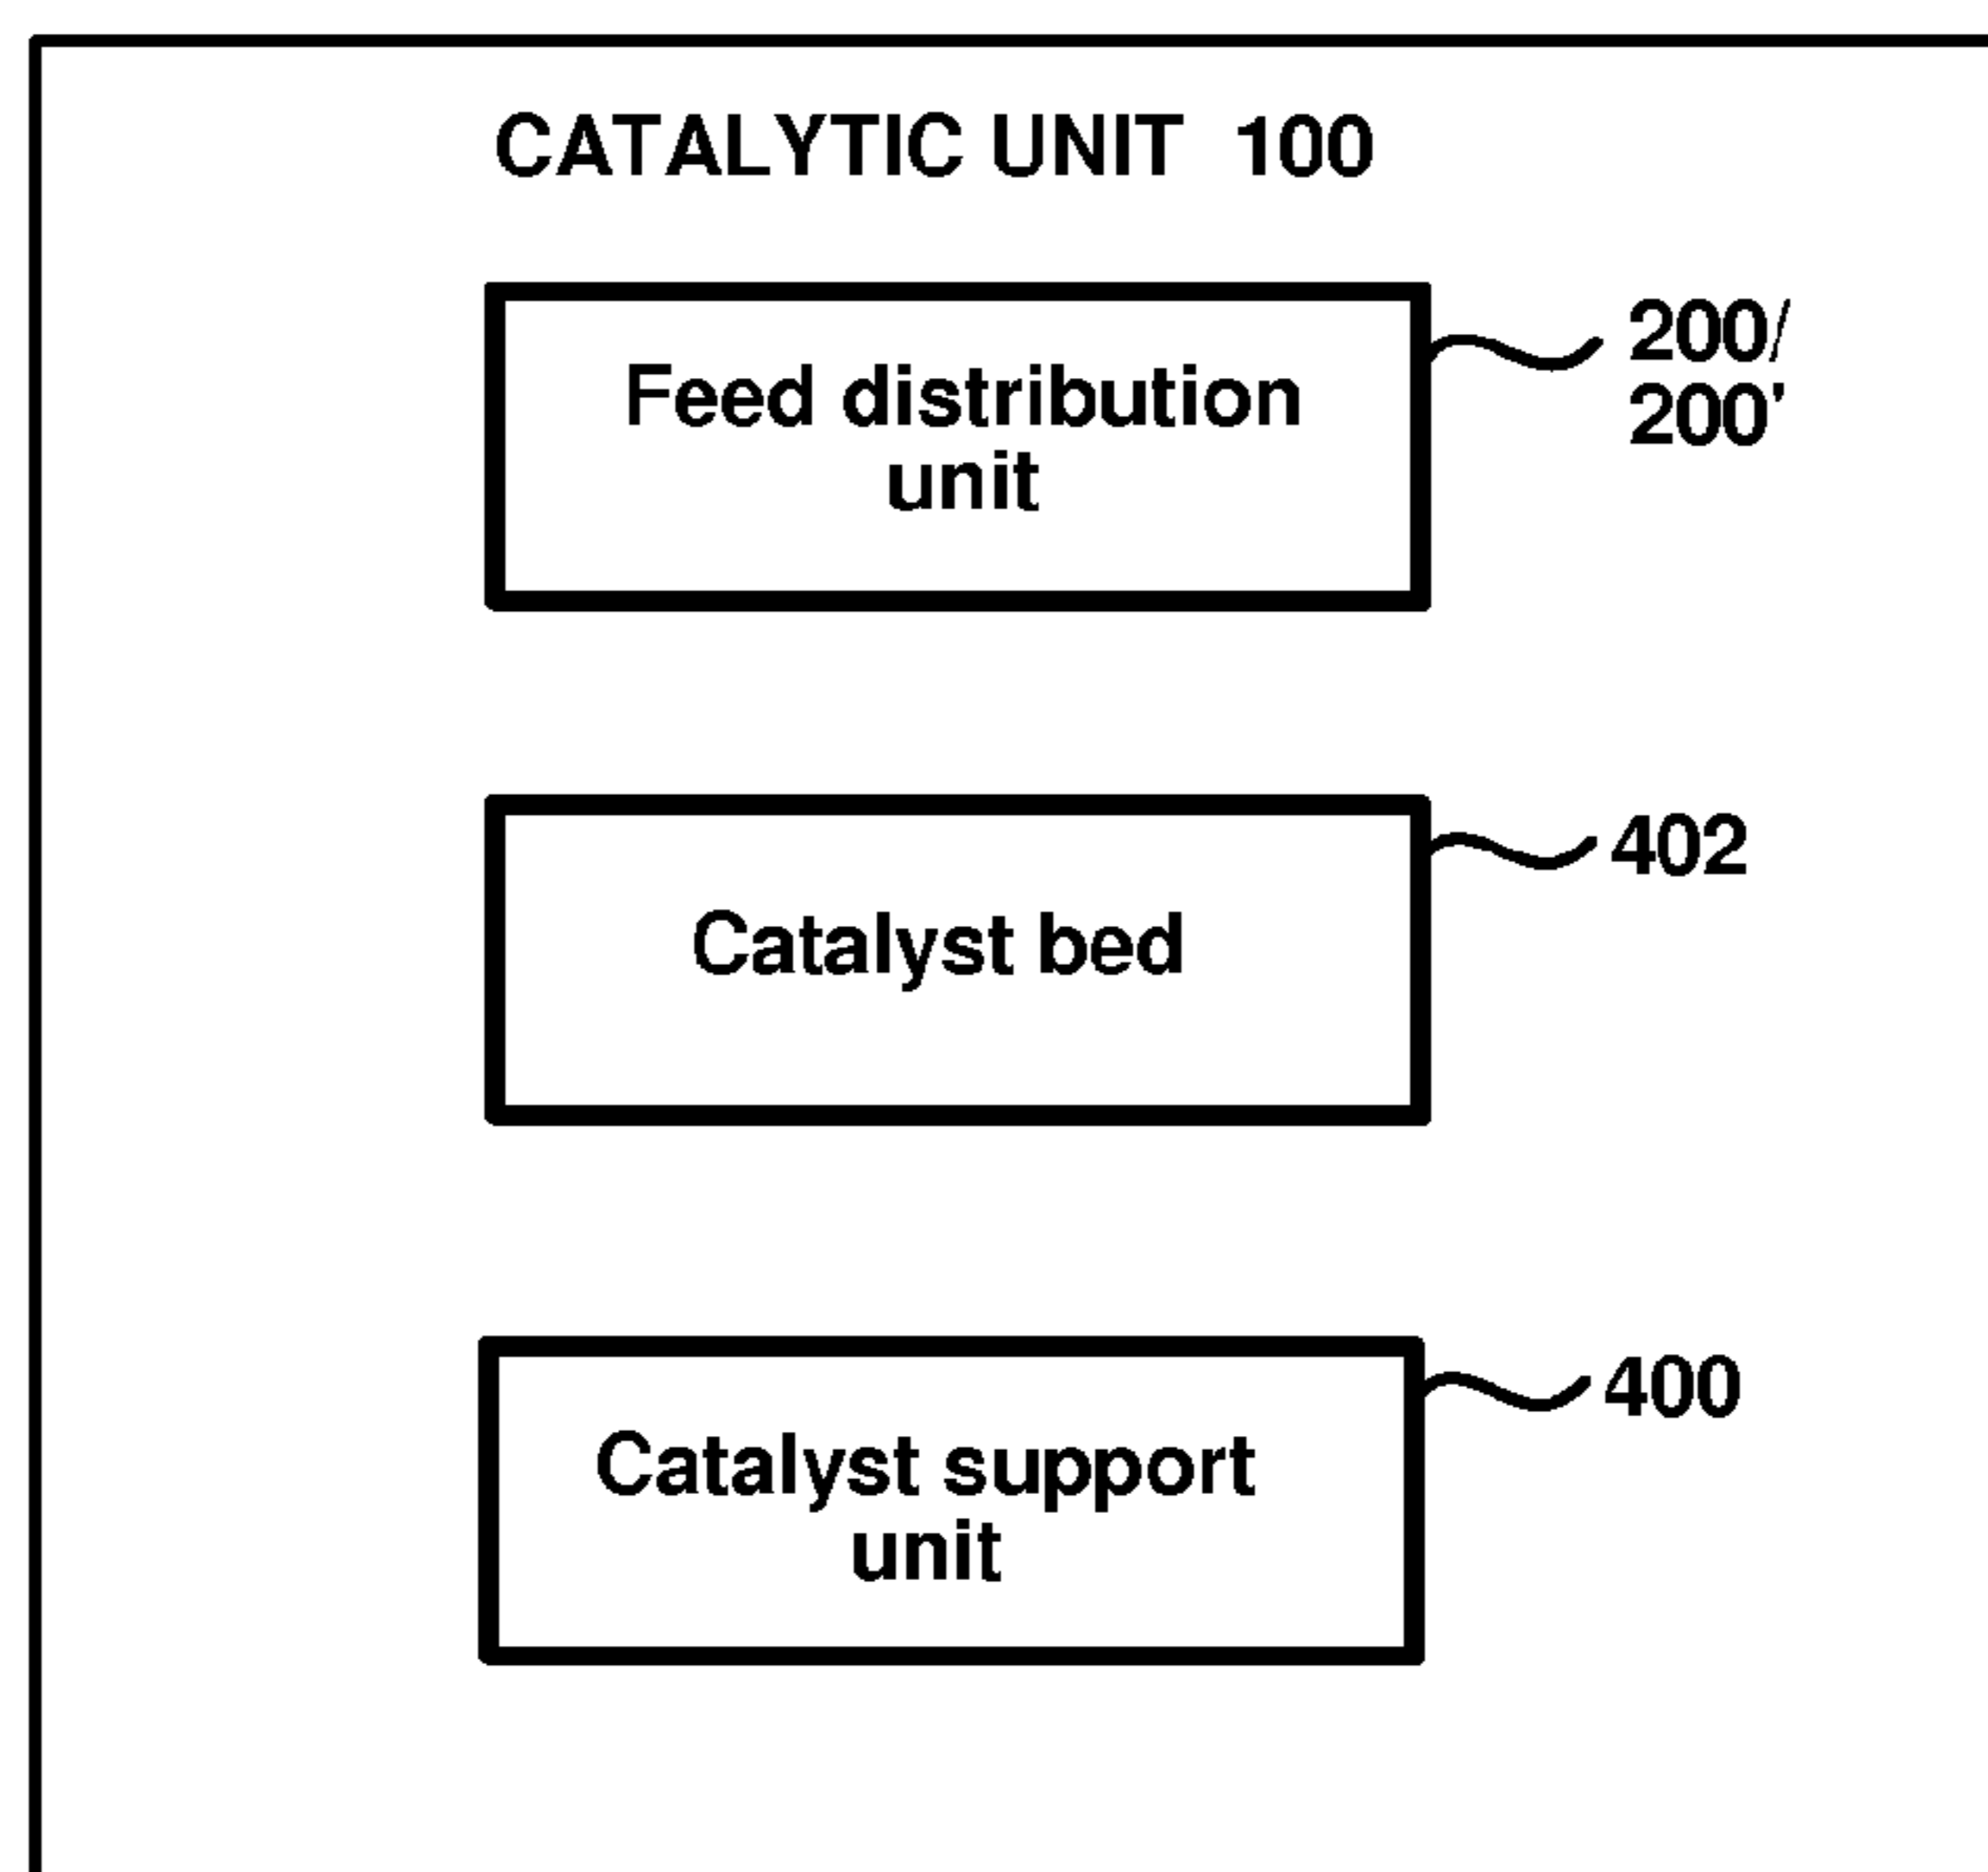 CATALYTIC UNIT 100
Feed distribution
unit
200/
200'
Catalyst bed
402
Catalyst support
unit
400